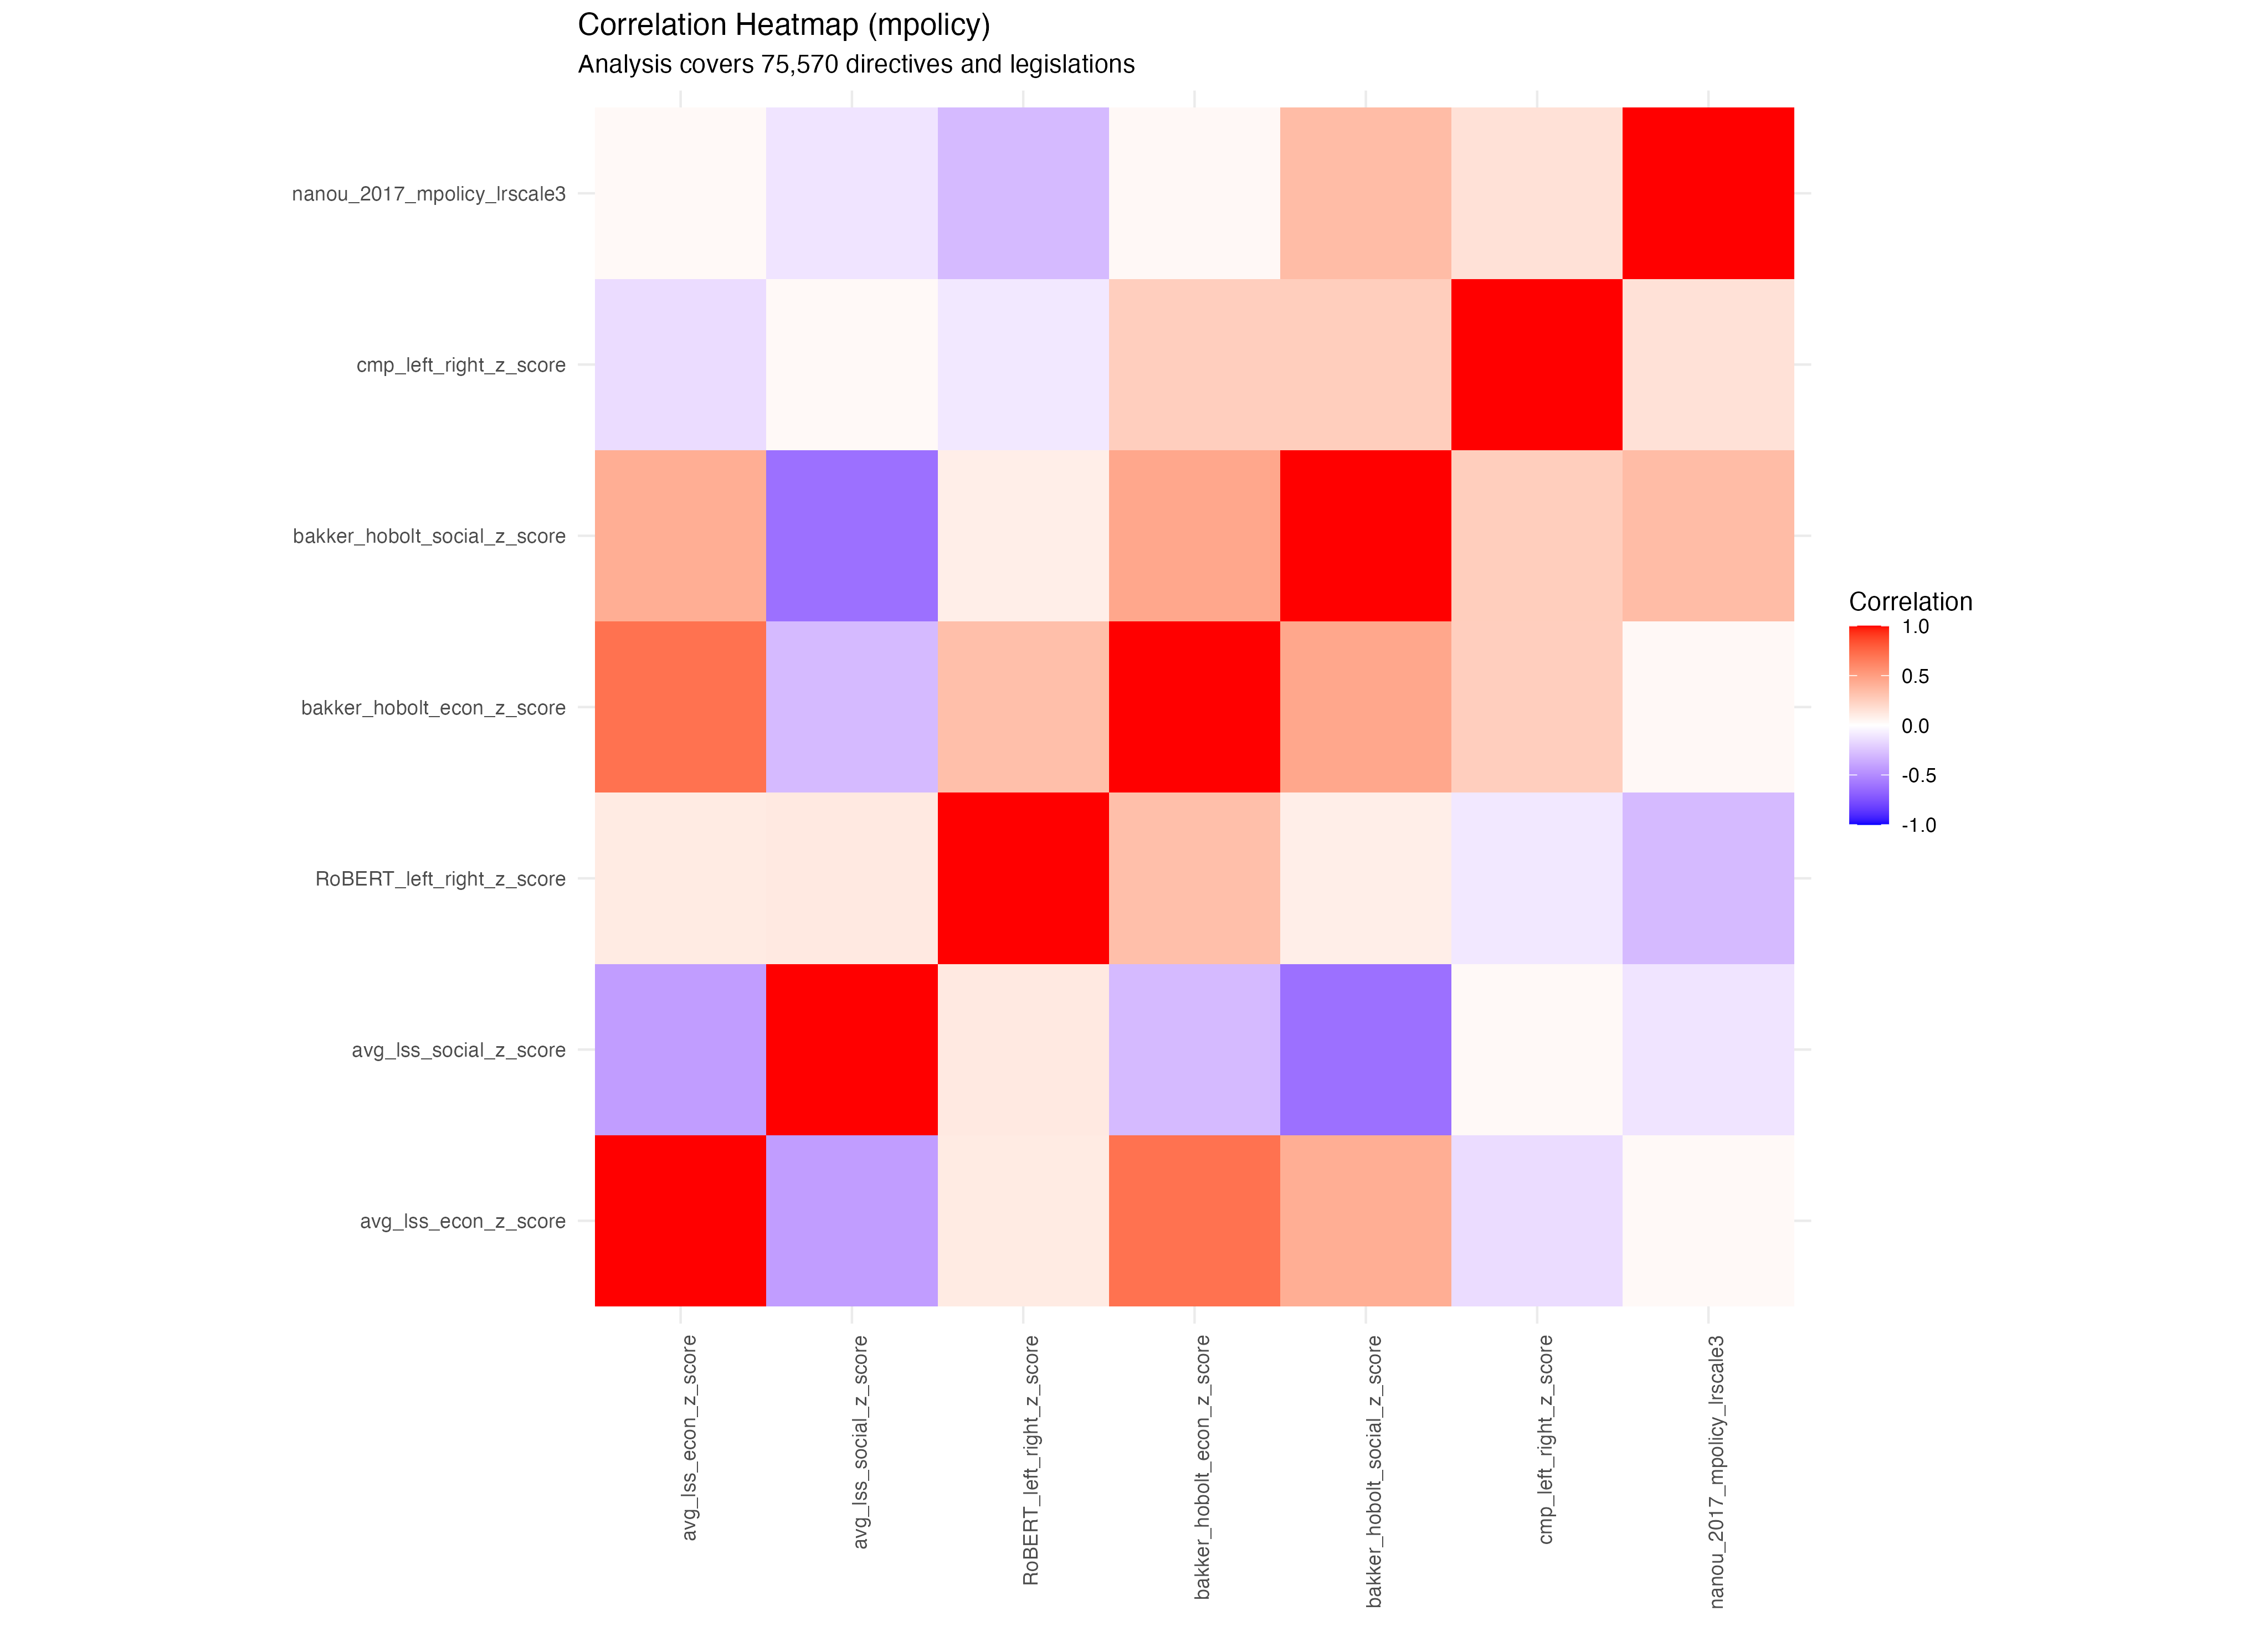 Correlation Heatmap (mpolicy)
Analysis covers 75,570 directives and legislations
nanou_2017_mpolicy_lrscale3
cmp_left_right_z_score
bakker_hobolt_social_z_score
bakker_hobolt_econ_z_score
RoBERT_left_right_z_score
avg_lss_social_z_score
avg_lss_econ_z_score
avg_lss_econ_z_score
avg_lss_social_z_score
RoBERT_left_right_z_score
bakker_hobolt_econ_z_score
bakker_hobolt_social_z_score
cmp_left_right_z_score
nanou_2017_mpolicy_lrscale3
Correlation
1.0
0.5
0.0
-0.5
-1.0